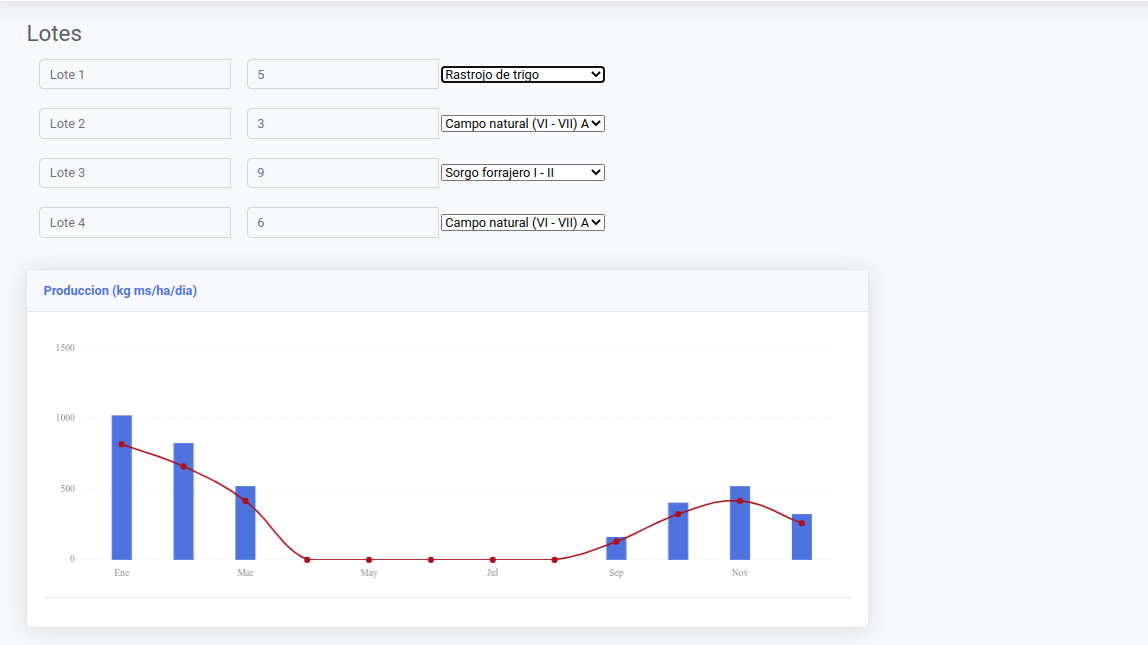 Lotes
Lote 1 5 Rastrojo de trigo
Lote 2 3 Campo natural (VI - VII) A
Lote 3 9 Sorgo forrajero I - II
Lote 4 6 Campo natural (VI - VII) A
Produccion (kg ms/ha/dia)
1500
1000
500
0
Ene Mar May Jul Sep Nov